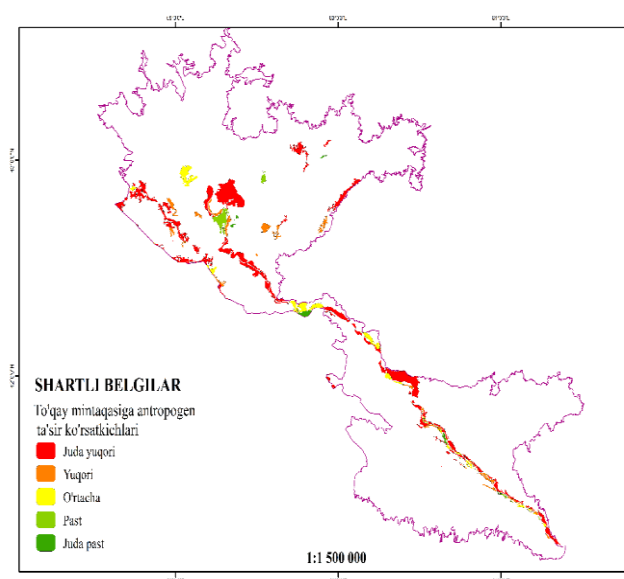 SHARTLI BELGILAR
To'qay mintaqasiga antropogen
ta'sir ko'rsatkichlari
Juda yuqori
Yuqori
O'rtacha
Past
Juda past
1:1 500 000